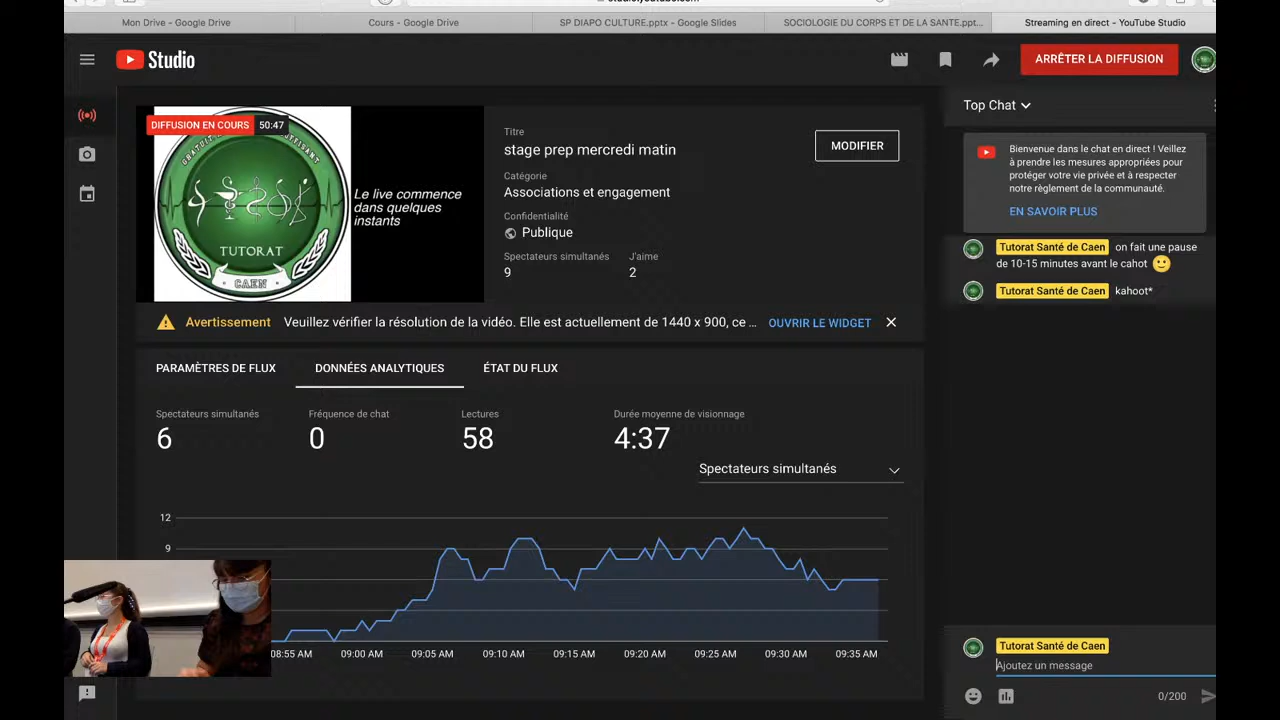 Mon Drive - Google Drive
Cours - Google Drive
SP DIAPO CULTURE.pptx - Google Slides
SOCIOLOGIE DU CORPS ET DE LA SANTE.ppt...
Streaming en direct - YouTube Studio
Studio
ARRÊTER LA DIFFUSION
DIFFUSION EN COURS 50:47
TUTORAT
CAEN
Le live commence
dans quelques
instants
Titre
stage prep mercredi matin
MODIFIER
Catégorie
Associations et engagement
Confidentialité
Publique
Spectateurs simultanés
9
J'aime
2
Avertissement Veuillez vérifier la résolution de la vidéo. Elle est actuellement de 1440 x 900, ce ... OUVRIR LE WIDGET
PARAMÈTRES DE FLUX
DONNÉES ANALYTIQUES
ÉTAT DU FLUX
Spectateurs simultanés
6
Fréquence de chat
0
Lectures
58
Durée moyenne de visionnage
4:37
Spectateurs simultanés
12
9
08:55 AM 09:00 AM 09:05 AM 09:10 AM 09:15 AM 09:20 AM 09:25 AM 09:30 AM 09:35 AM
Top Chat
Bienvenue dans le chat en direct ! Veillez
à prendre les mesures appropriées pour
protéger votre vie privée et à respecter
notre règlement de la communauté.
EN SAVOIR PLUS
Tutorat Santé de Caen on fait une pause
de 10-15 minutes avant le cahot
Tutorat Santé de Caen kahoot*
Tutorat Santé de Caen
Ajoutez un message
0/200